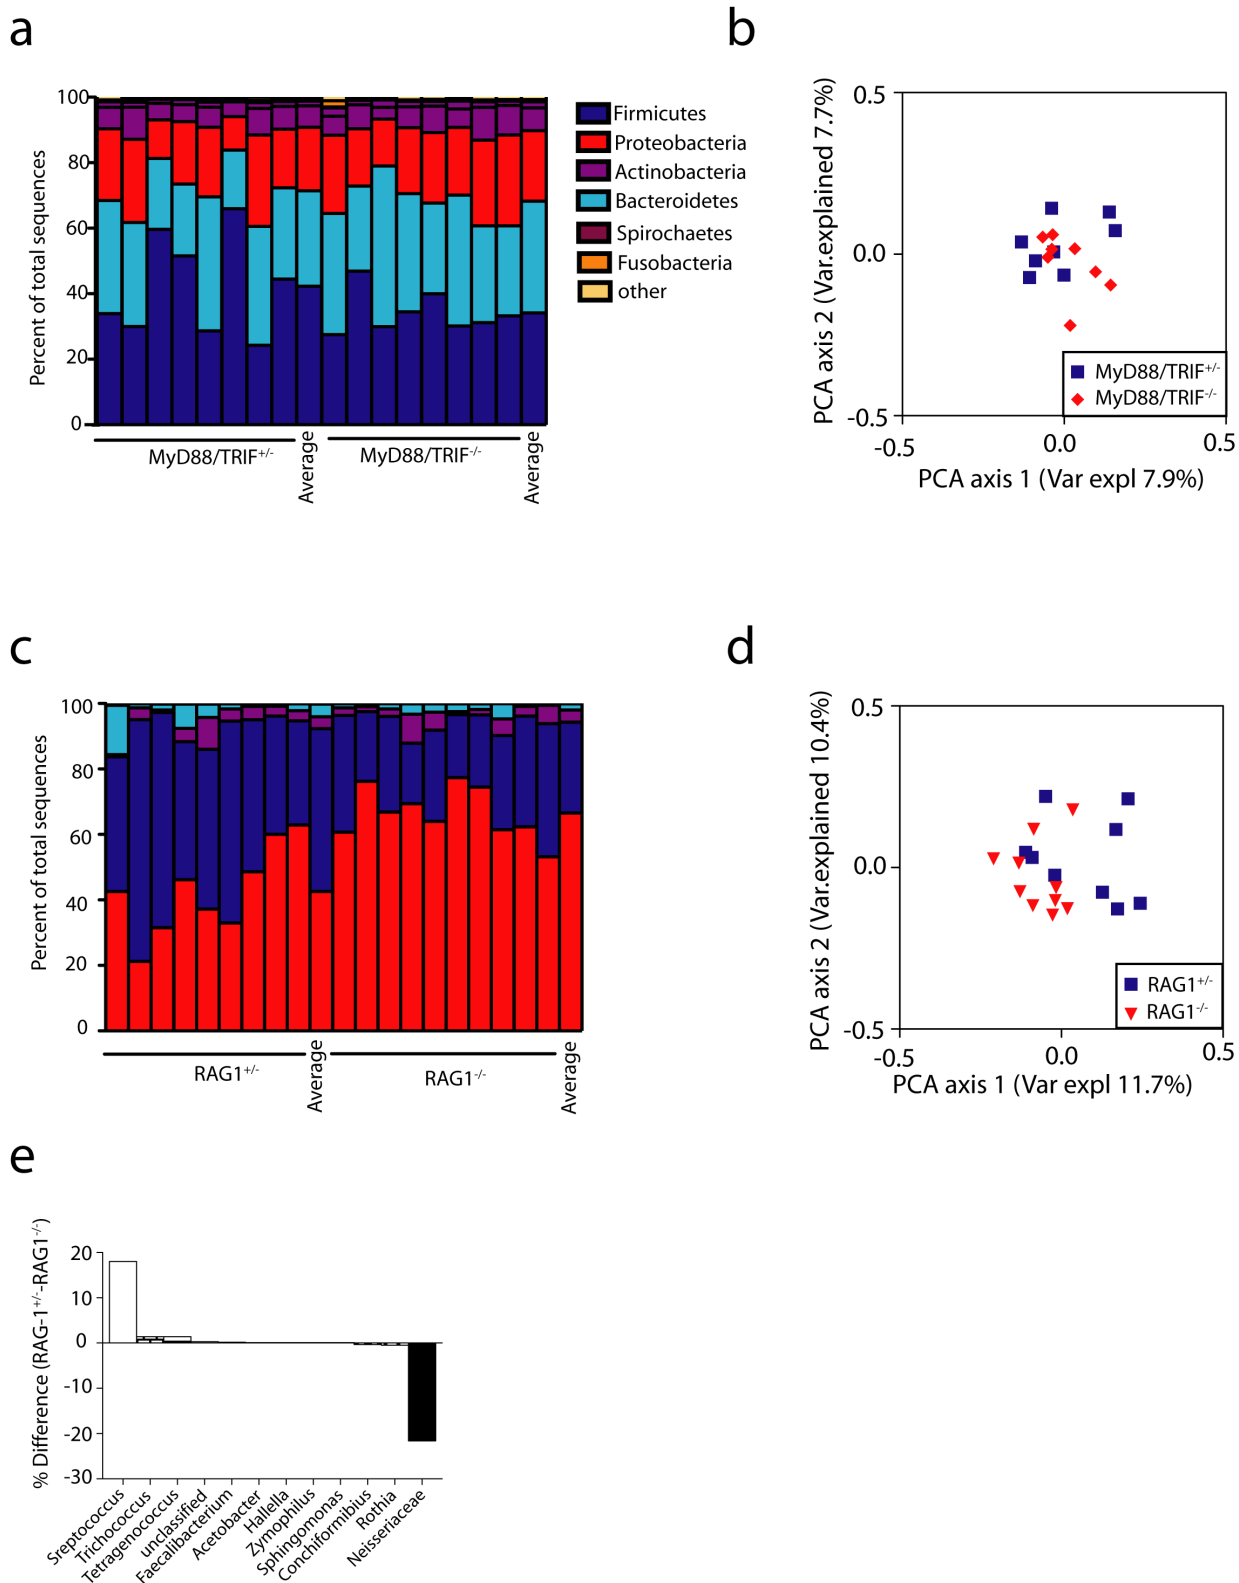 a
b
100
80
60
40
20
0
Percent of total sequences
MyD88/TRIF+/-
Average
MyD88/TRIF-/-
Average
Firmicutes
Proteobacteria
Actinobacteria
Bacteroidetes
Spirochaetes
Fusobacteria
other
0.5
0.0
-0.5
PCA axis 2 (Var.explained 7.7%)
MyD88/TRIF+/-
MyD88/TRIF-/-
-0.5
0.0
0.5
PCA axis 1 (Var expl 7.9%)
c
d
100
80
60
40
20
0
Percent of total sequences
RAG1+/-
Average
RAG1-/-
Average
0.5
0.0
-0.5
PCA axis 2 (Var.explained 10.4%)
RAG1+/-
RAG1-/-
-0.5
0.0
0.5
PCA axis 1 (Var expl 11.7%)
e
20
10
0
-10
-20
-30
% Difference (RAG-1+/--RAG1-/-)
Sreptococcus
Trichococcus
Tetragenococcus
unclassified
Faecalibacterium
Acetobacter
Hallella
Zymophilus
Sphingomonas
Conchiformibius
Rothia
Neisseriaceae